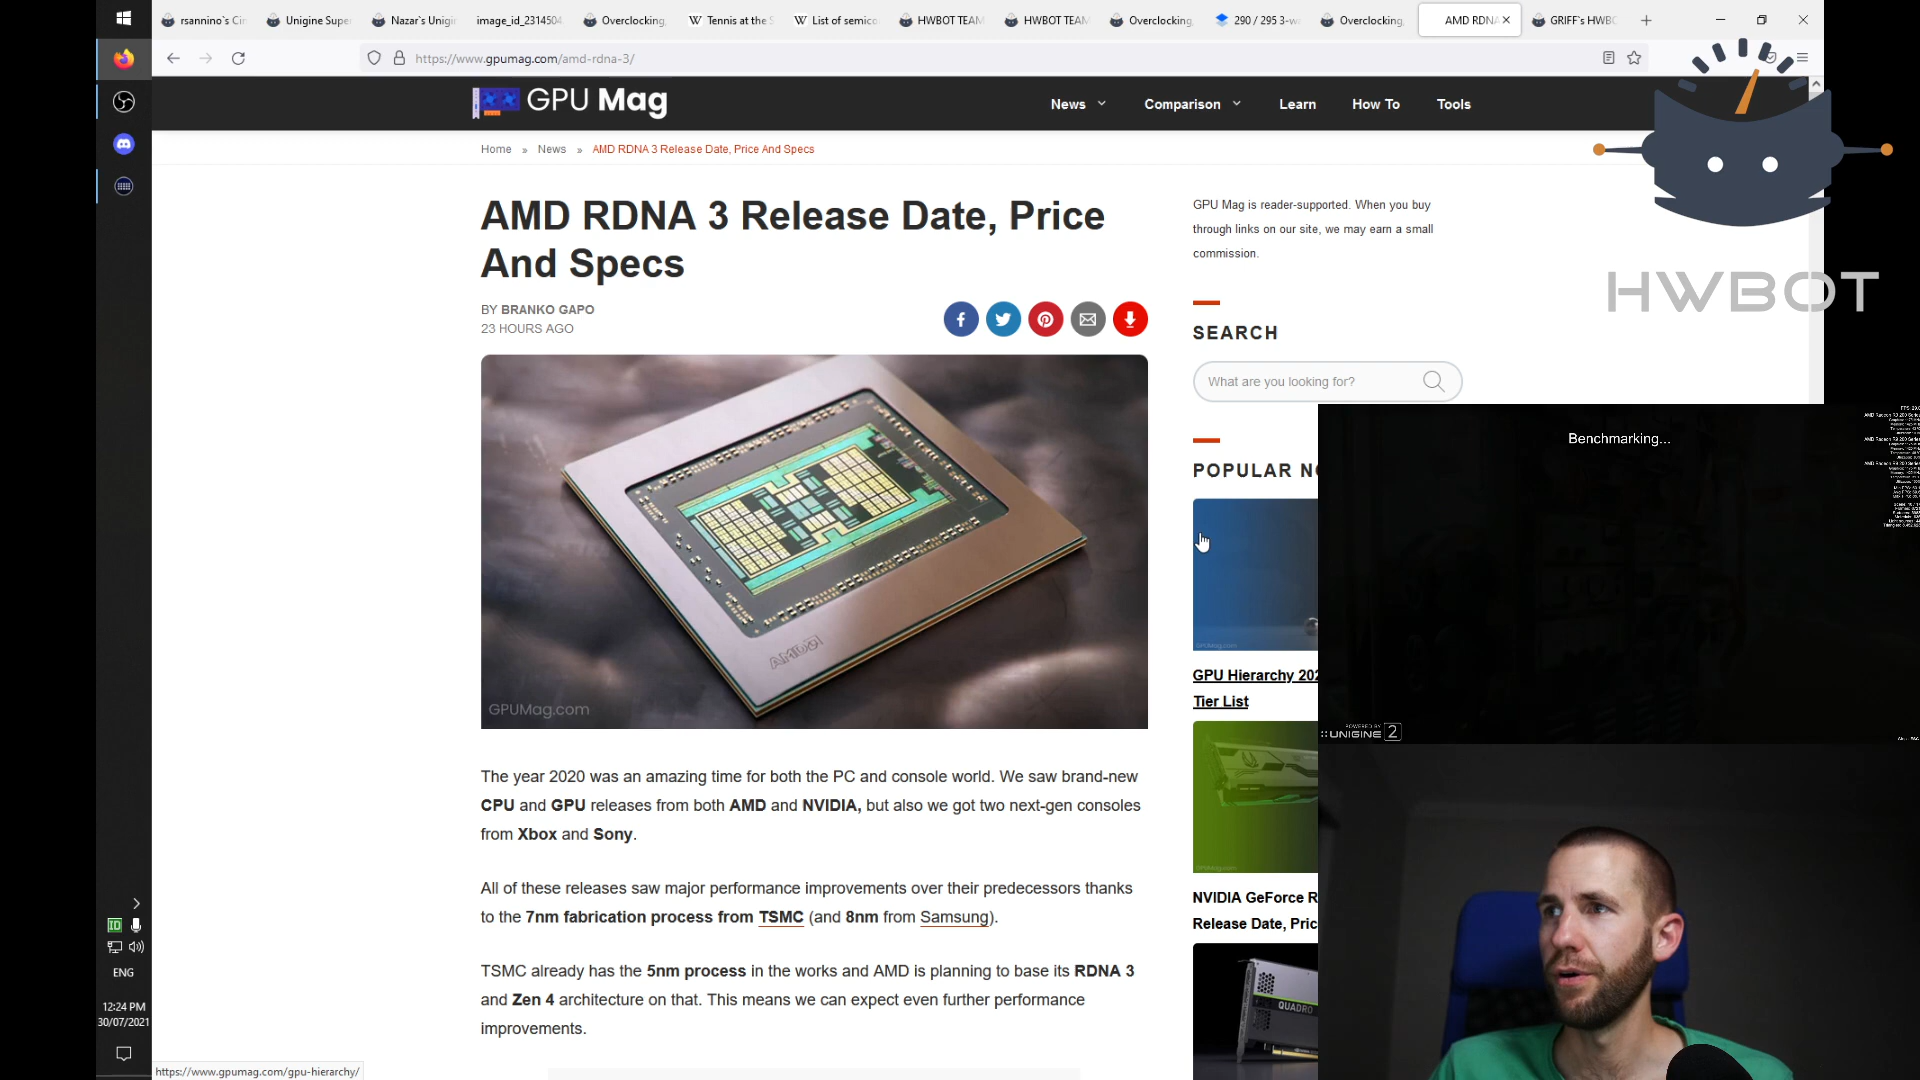 rsannino`s Ci
Unigine Supe
Nazar`s Unigi
image_id_2314504
Overclocking,
Tennis at the S
List of semico
HWBOT TEAM
HWBOT TEAM
Overclocking,
290 / 295 3-w
Overclocking,
AMD RDNA
GRIFF`s HWBO
https://www.gpumag.com/amd-rdna-3/
GPU Mag
News
Comparison
Learn
How To
Tools
Home » News » AMD RDNA 3 Release Date, Price And Specs
AMD RDNA 3 Release Date, Price
And Specs
BY BRANKO GAPO
23 HOURS AGO
GPU Mag is reader-supported. When you buy
through links on our site, we may earn a small
commission.
SEARCH
What are you looking for?
HWBOT
AMD
GPUMag.com
The year 2020 was an amazing time for both the PC and console world. We saw brand-new
CPU and GPU releases from both AMD and NVIDIA, but also we got two next-gen consoles
from Xbox and Sony.
All of these releases saw major performance improvements over their predecessors thanks
to the 7nm fabrication process from TSMC (and 8nm from Samsung).
TSMC already has the 5nm process in the works and AMD is planning to base its RDNA 3
and Zen 4 architecture on that. This means we can expect even further performance
improvements.
POPULAR NO
GPU Hierarchy 202
Tier List
NVIDIA GeForce R
Release Date, Pric
QUADRO
Benchmarking...
POWERED BY
UNIGINE 2
ENG
12:24 PM
30/07/2021
https://www.gpumag.com/gpu-hierarchy/